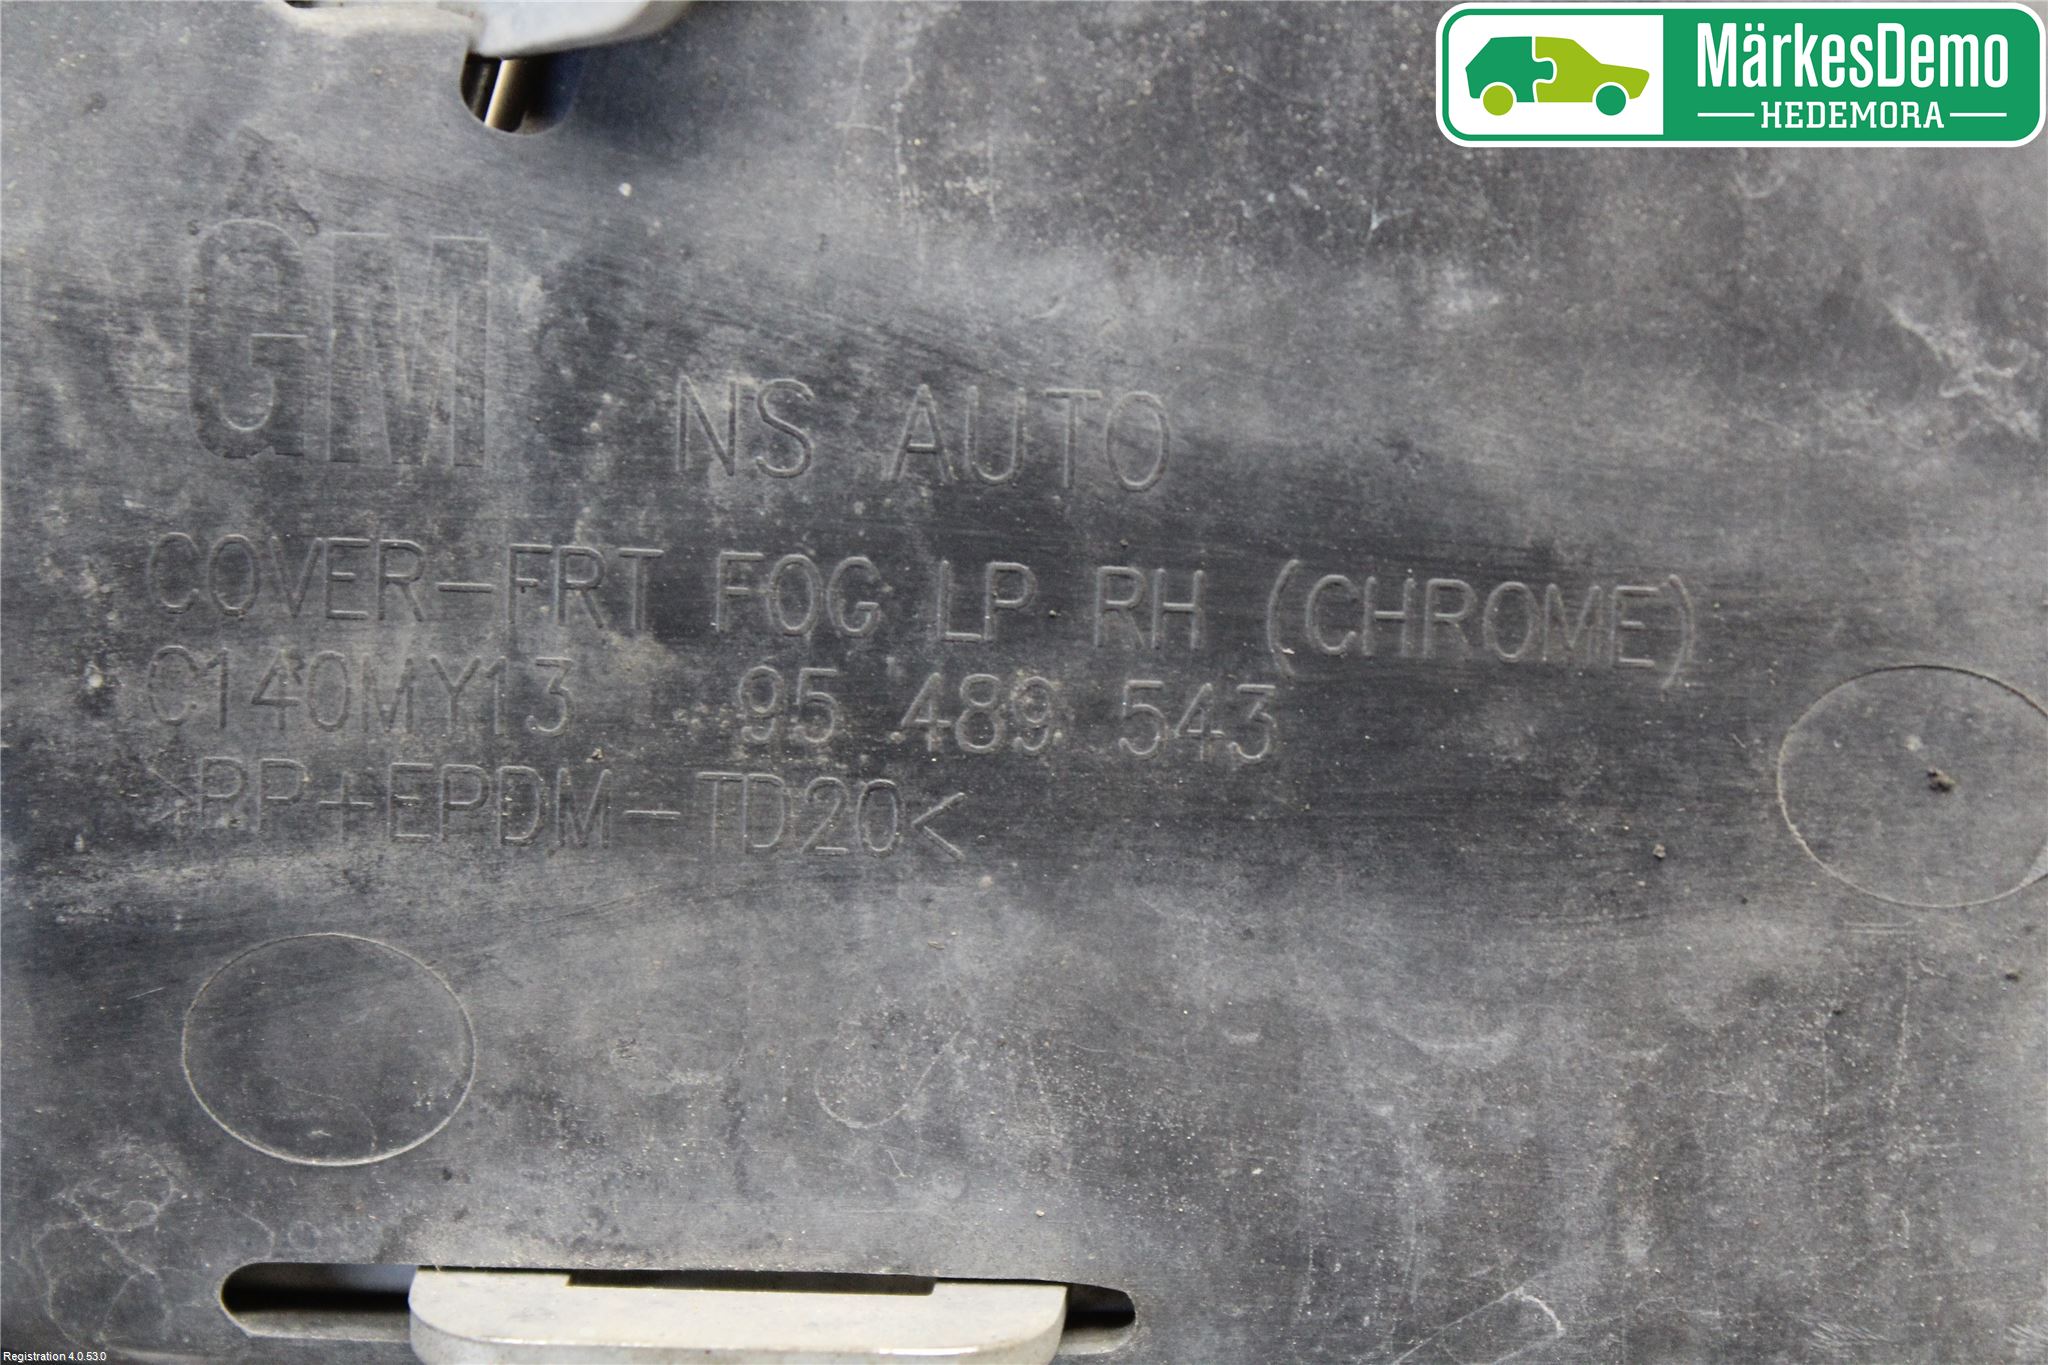 MärkesDemo
HEDEMORA
GM NS AUTO
COVER-FRT FOG LP RH (CHROME)
C140MY13 95 489 543
>PP+EPDM-TD20<
Registration 4.0.53.0